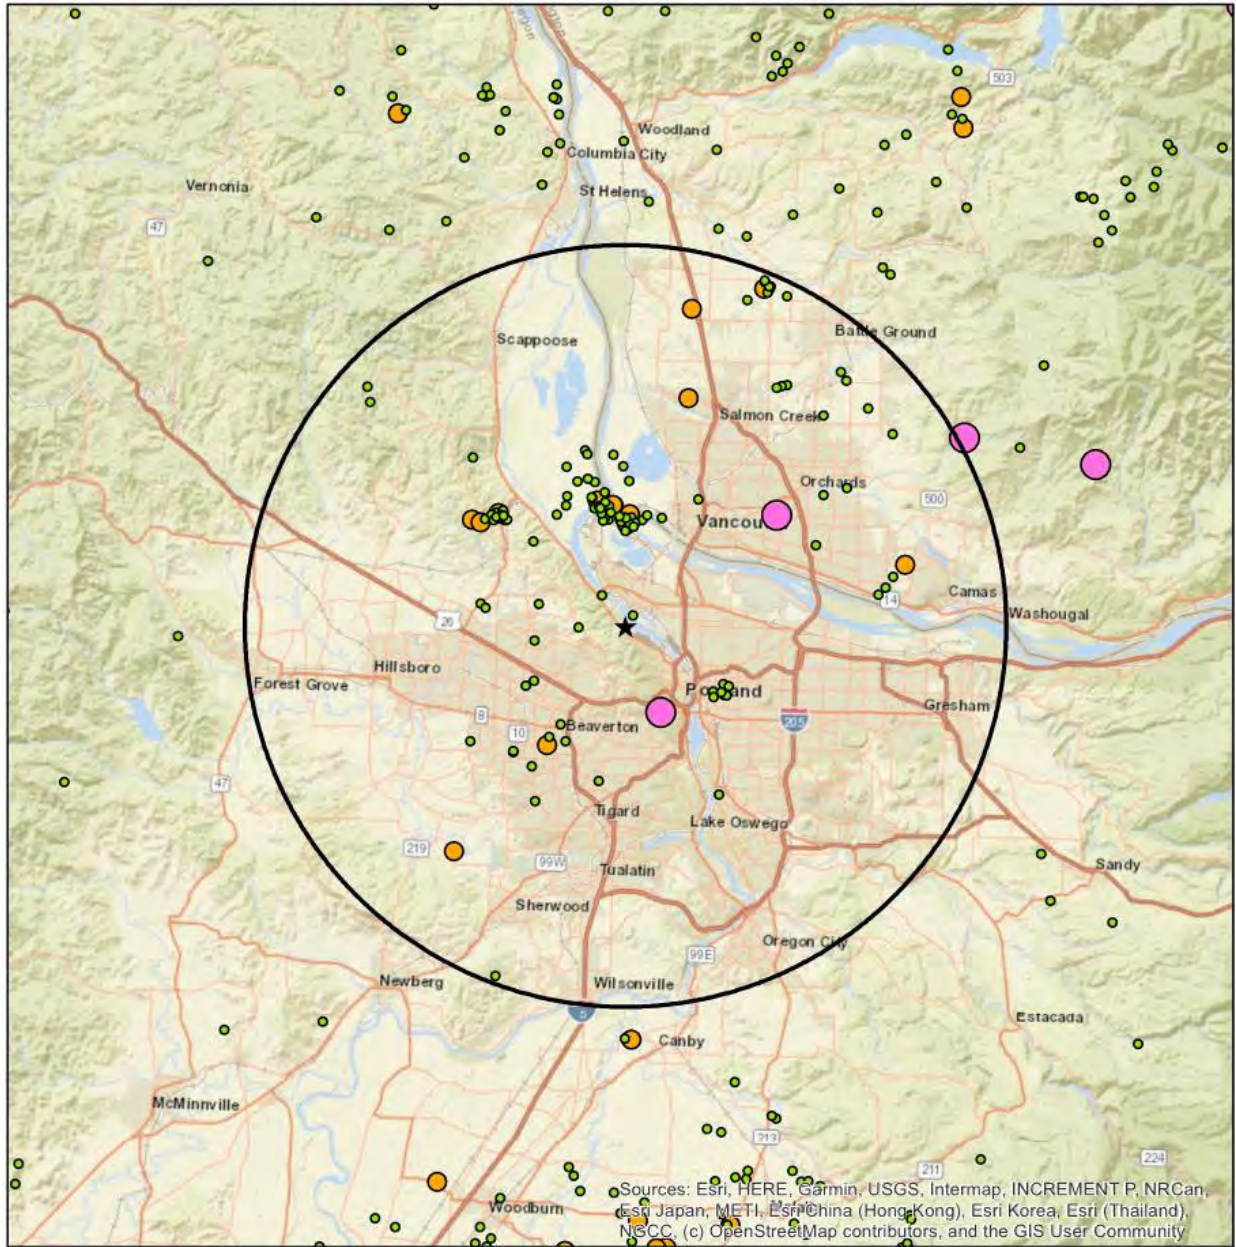 Oregon
ngton
503
Woodland
Columbia City
Vernonia
St Helens
47
Scappoose
Battle Ground
Salmon Creek
Orchards
500
Vancou
Camas
14
Washougal
26
Hillsboro
Forest Grove
Portland
Gresham
8
10
Beaverton
205
47
Tigard
Lake Oswego
219
99W
Sandy
Tualatin
Sherwood
Oregon City
99E
Newberg
Wilsonville
5
Estacada
Canby
McMinnville
213
224
211
Woodburn
Sources: Esri, HERE, Garmin, USGS, Intermap, INCREMENT P, NRCan,
Esri Japan, METI, Esri China (Hong Kong), Esri Korea, Esri (Thailand),
NGCC, (c) OpenStreetMap contributors, and the GIS User Community